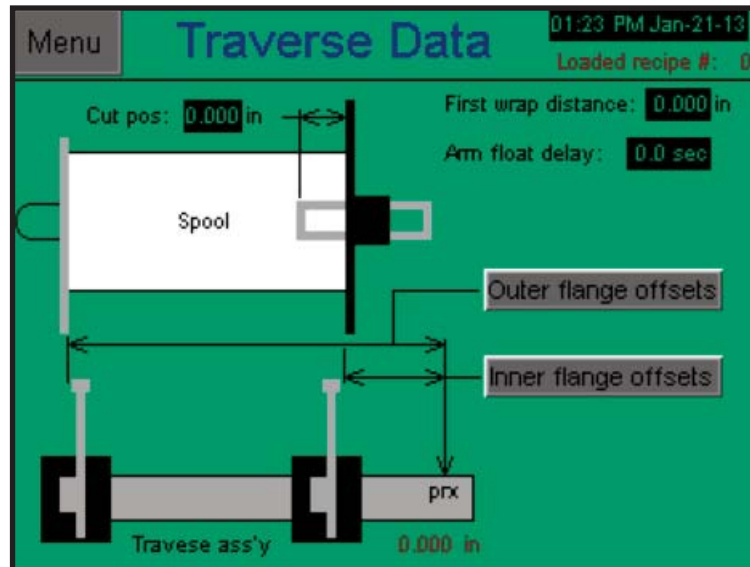 Menu
Traverse Data
01:23 PM Jan-21-13
Loaded recipe #: 0
Cut pos: 0.000 in
First wrap distance: 0.000 in
Arm float delay: 0.0 sec
Spool
Outer flange offsets
Inner flange offsets
prx
Travese ass'y
0.000 in